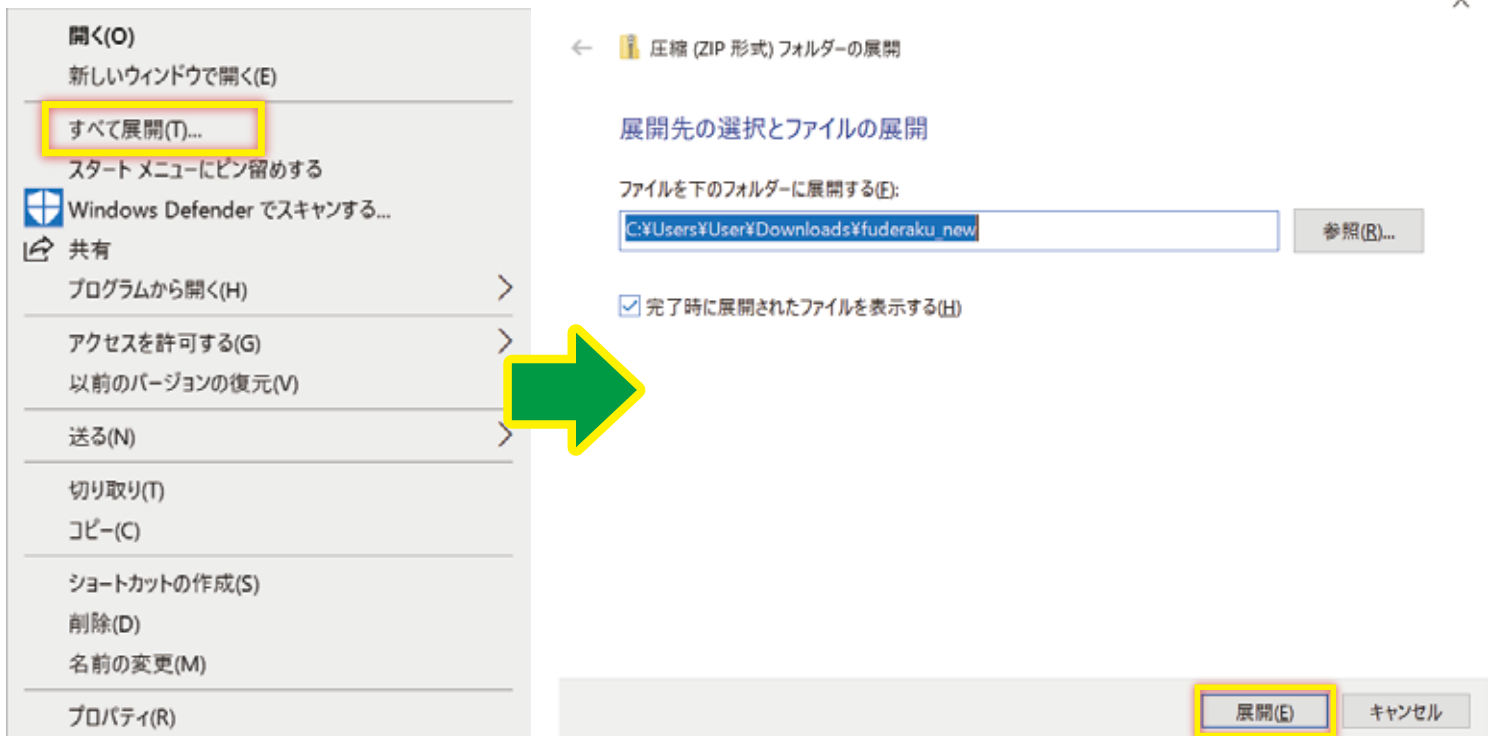 開く(O)
新しいウィンドウで開く(E)
すべて展開(T)...
スタート メニューにピン留めする
Windows Defender でスキャンする...
共有
プログラムから開く(H)
アクセスを許可する(G)
以前のバージョンの復元(V)
送る(N)
切り取り(T)
コピー(C)
ショートカットの作成(S)
削除(D)
名前の変更(M)
プロパティ(R)
圧縮 (ZIP 形式) フォルダーの展開
展開先の選択とファイルの展開
ファイルを下のフォルダーに展開する(F):
C:¥Users¥User¥Downloads¥fuderaku_new
参照(R)...
完了時に展開されたファイルを表示する(H)
展開(E)
キャンセル